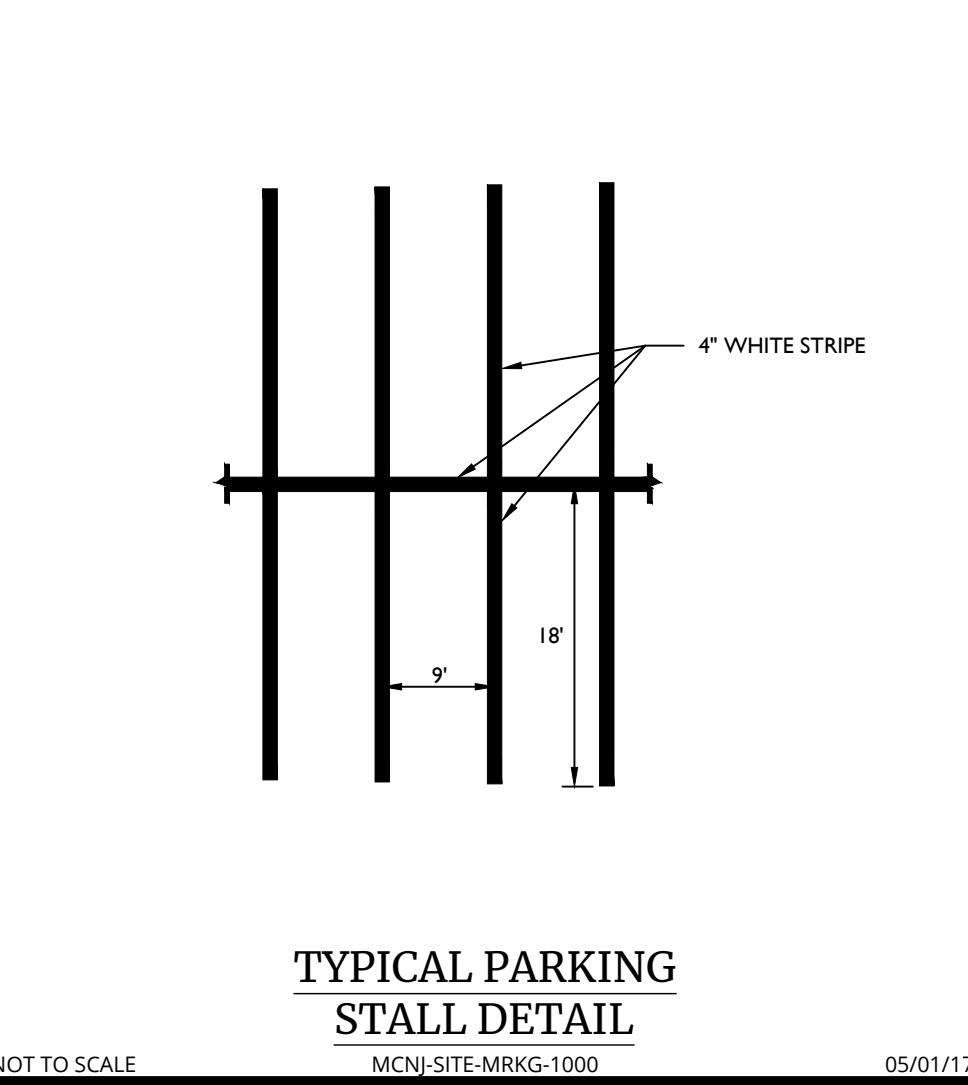 4" WHITE STRIPE
18'
9'
TYPICAL PARKING
STALL DETAIL
NOT TO SCALE
MCNJ-SITE-MRKG-1000
05/01/17